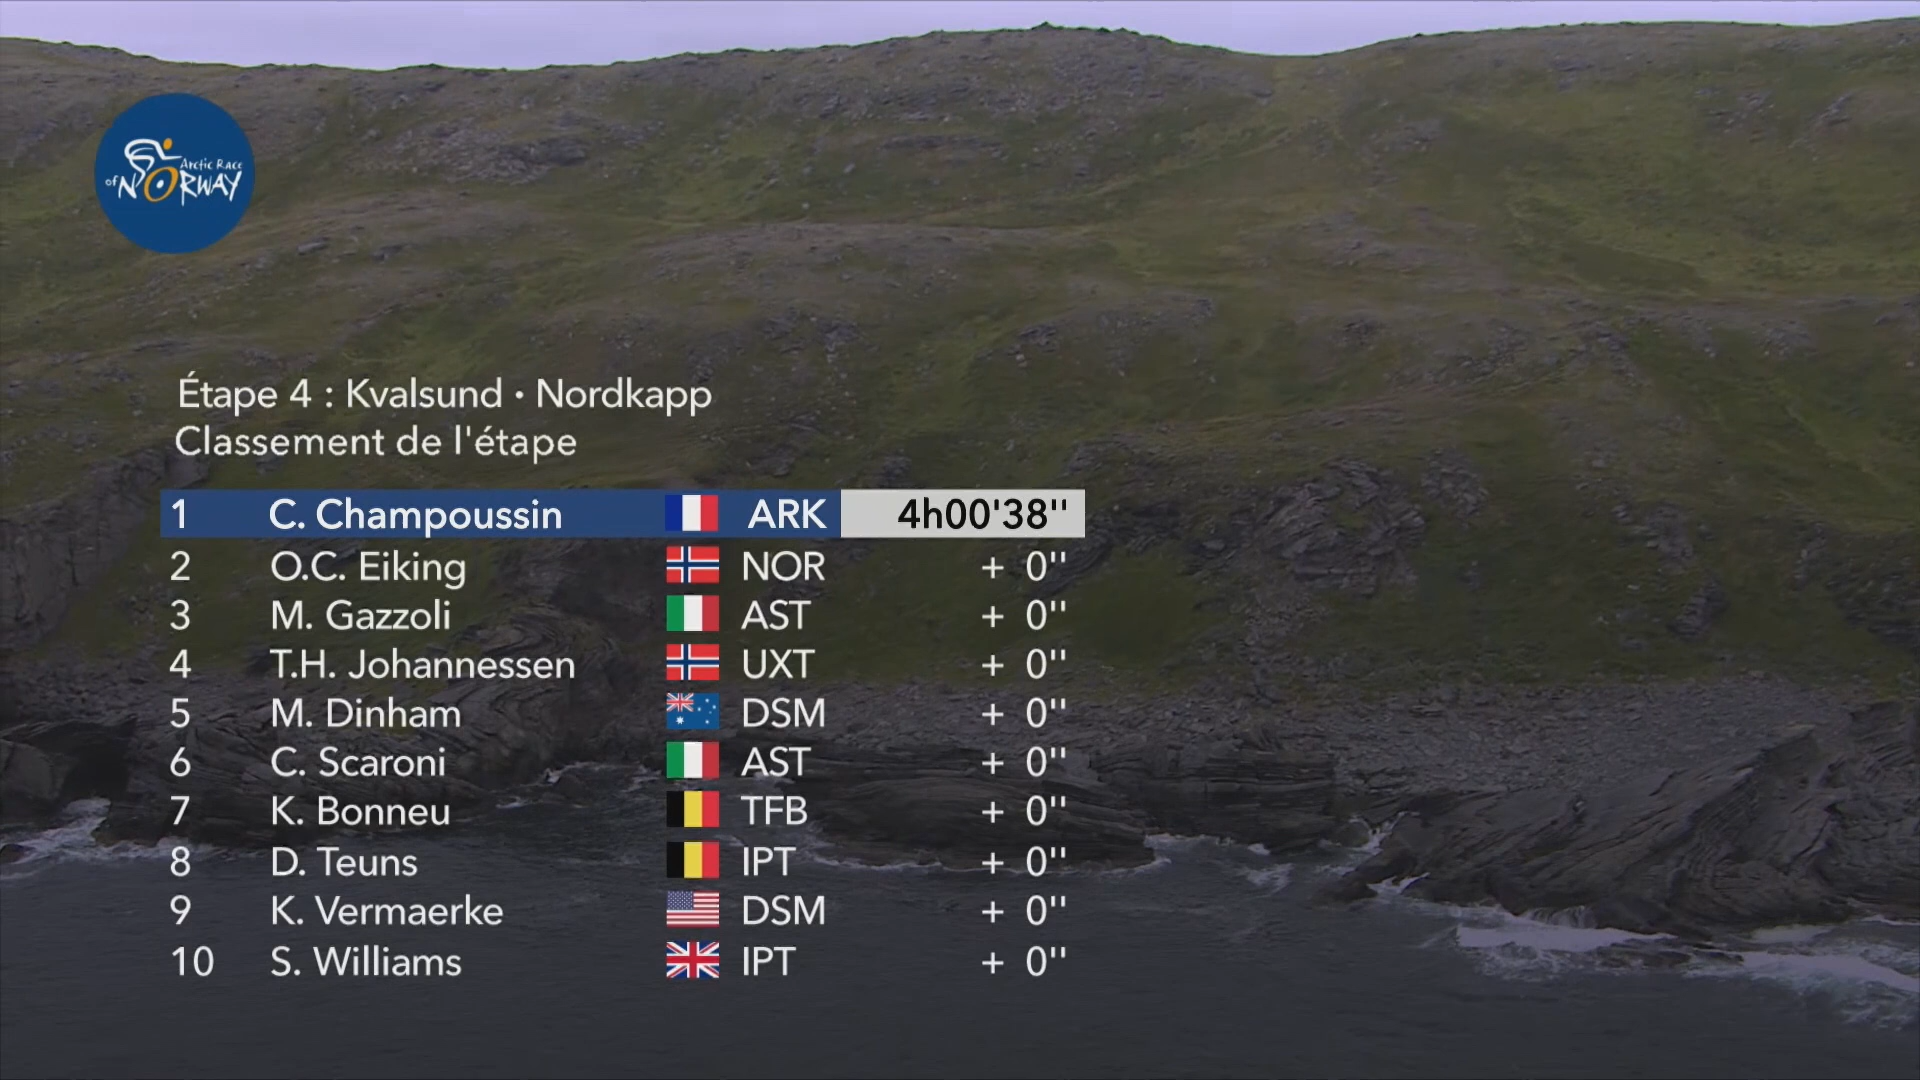 Arctic Race
of NORWAY
Étape 4 : Kvalsund • Nordkapp
Classement de l'étape
1 C. Champoussin ARK 4h00'38''
2 O.C. Eiking NOR + 0''
3 M. Gazzoli AST + 0''
4 T.H. Johannessen UXT + 0''
5 M. Dinham DSM + 0''
6 C. Scaroni AST + 0''
7 K. Bonneu TFB + 0''
8 D. Teuns IPT + 0''
9 K. Vermaerke DSM + 0''
10 S. Williams IPT + 0''